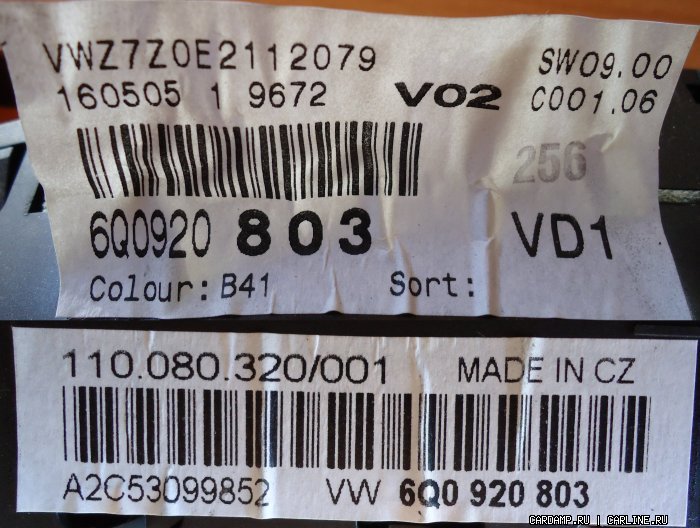 VWZ7Z0E2112079 SW09.00
160505 1 9672 V02 C001.06
256
6Q0920 803 VD1
Colour: B41 Sort:
110.080.320/001 MADE IN CZ
A2C53099852 VW 6Q0 920 803
CARDAMP.RU | CARLINE.RU